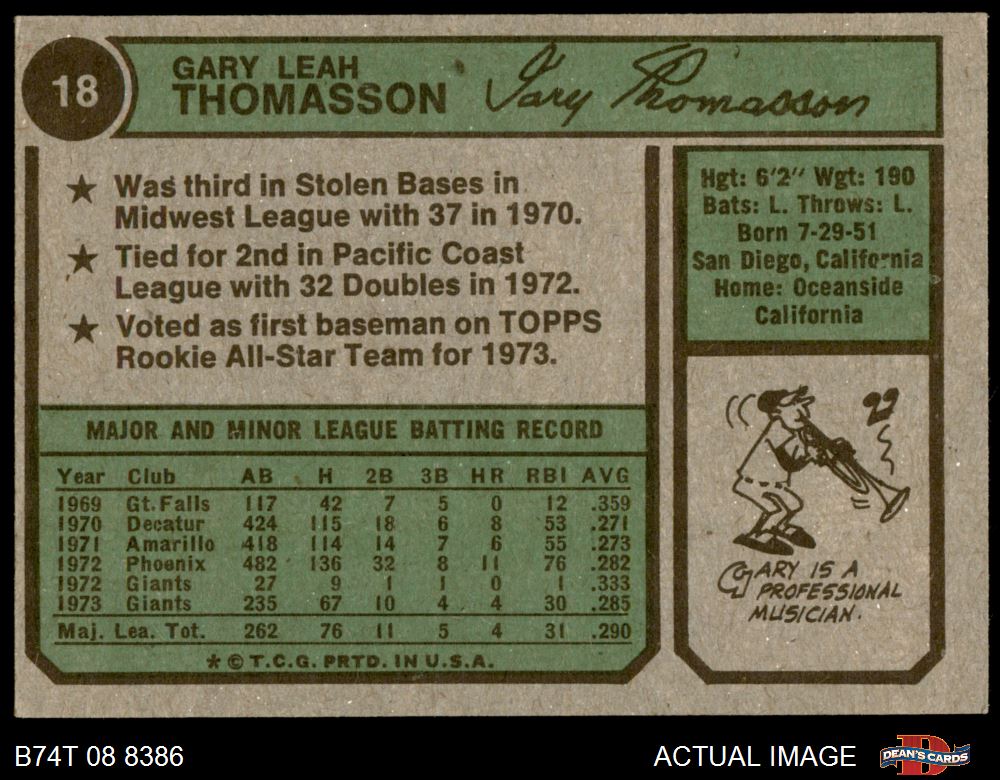 18
GARY LEAH
THOMASSON
Gary Thomasson
★ Was third in Stolen Bases in
Midwest League with 37 in 1970.
★ Tied for 2nd in Pacific Coast
League with 32 Doubles in 1972.
★ Voted as first baseman on TOPPS
Rookie All-Star Team for 1973.
Hgt: 6'2" Wgt: 190
Bats: L. Throws: L.
Born 7-29-51
San Diego, California
Home: Oceanside
California
MAJOR AND MINOR LEAGUE BATTING RECORD
Year Club AB H 2B 3B HR RBI AVG
1969 Gt. Falls 117 42 7 5 0 12 .359
1970 Decatur 424 115 18 6 8 53 .271
1971 Amarillo 418 114 14 7 6 55 .273
1972 Phoenix 482 136 32 8 11 76 .282
1972 Giants 27 9 1 1 0 1 .333
1973 Giants 235 67 10 4 4 30 .285
Maj. Lea. Tot. 262 76 11 5 4 31 .290
* © T.C.G. PRTD. IN U.S.A.
GARY IS A
PROFESSIONAL
MUSICIAN.
B74T 08 8386
ACTUAL IMAGE
DEAN'S CARDS